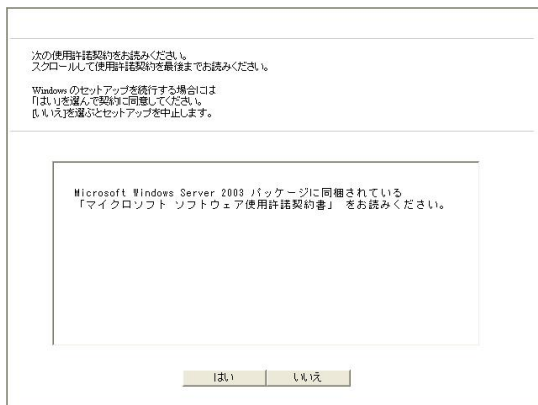 次の使用許諾契約をお読みください。
スクロールして使用許諾契約を最後までお読みください。
Windows のセットアップを続行する場合には
「はい」を選んで契約に同意してください。
[いいえ]を選ぶとセットアップを中止します。
Microsoft Windows Server 2003 パッケージに同梱されている
「マイクロソフト ソフトウェア使用許諾契約書」 をお読みください。
はい
いいえ